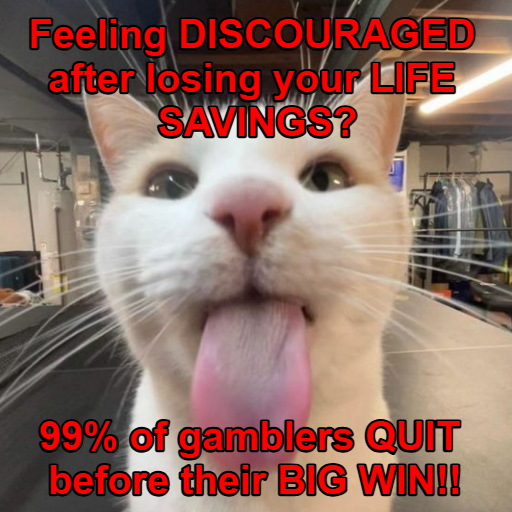 Feeling DISCOURAGED
after losing your LIFE
SAVINGS?
99% of gamblers QUIT
before their BIG WIN!!